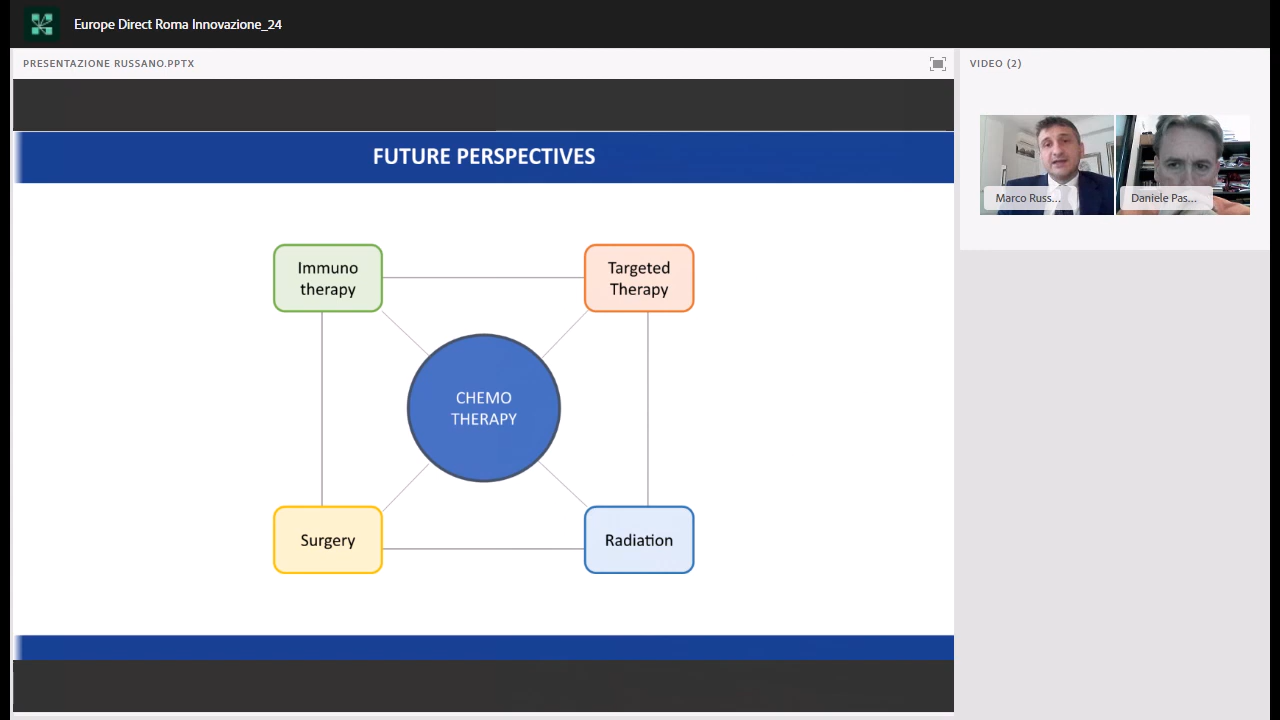 Europe Direct Roma Innovazione_24
PRESENTAZIONE RUSSANO.PPTX
VIDEO (2)
FUTURE PERSPECTIVES
Marco Russ...
Daniele Pas...
Immuno
therapy
Targeted
Therapy
CHEMO
THERAPY
Surgery
Radiation